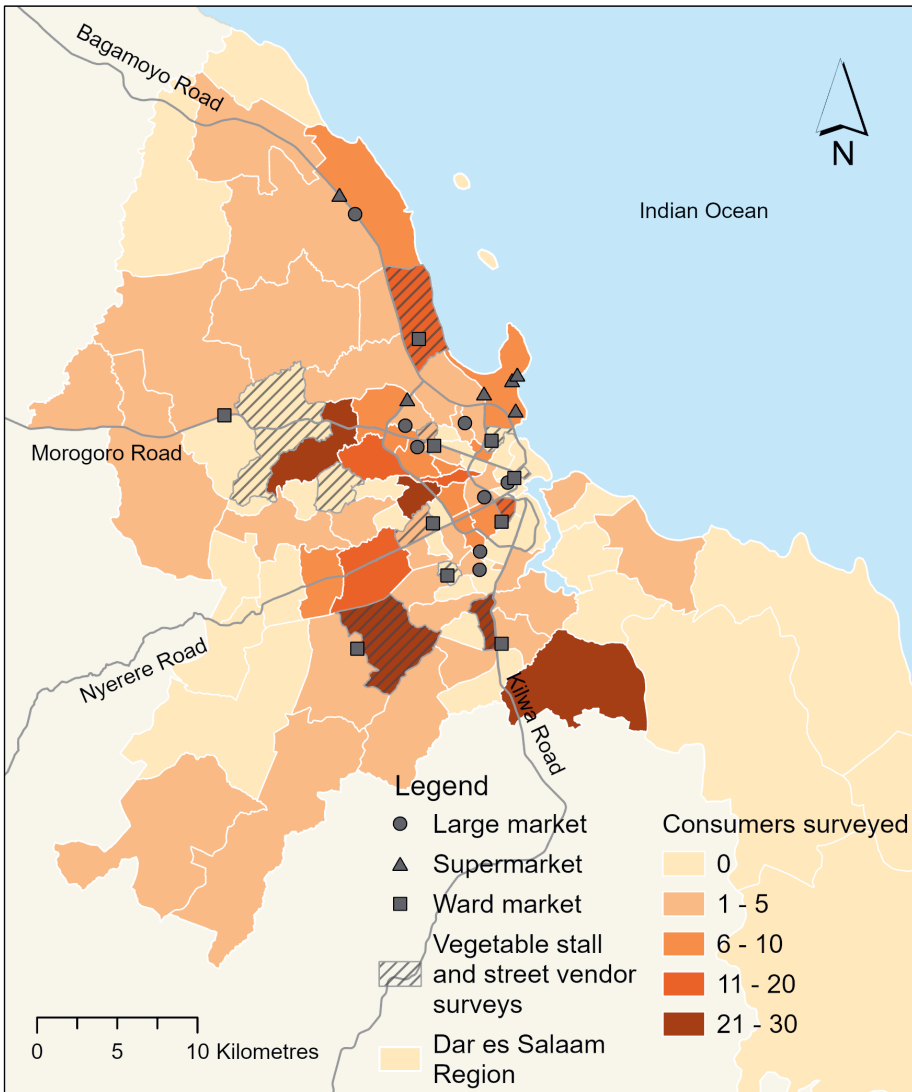 Bagamoyo Road
N
Indian Ocean
Morogoro Road
Nyerere Road
Kilwa Road
Legend
Large market
Supermarket
Ward market
Vegetable stall
and street vendor
surveys
Dar es Salaam
Region
Consumers surveyed
0
1 - 5
6 - 10
11 - 20
21 - 30
0 5 10 Kilometres